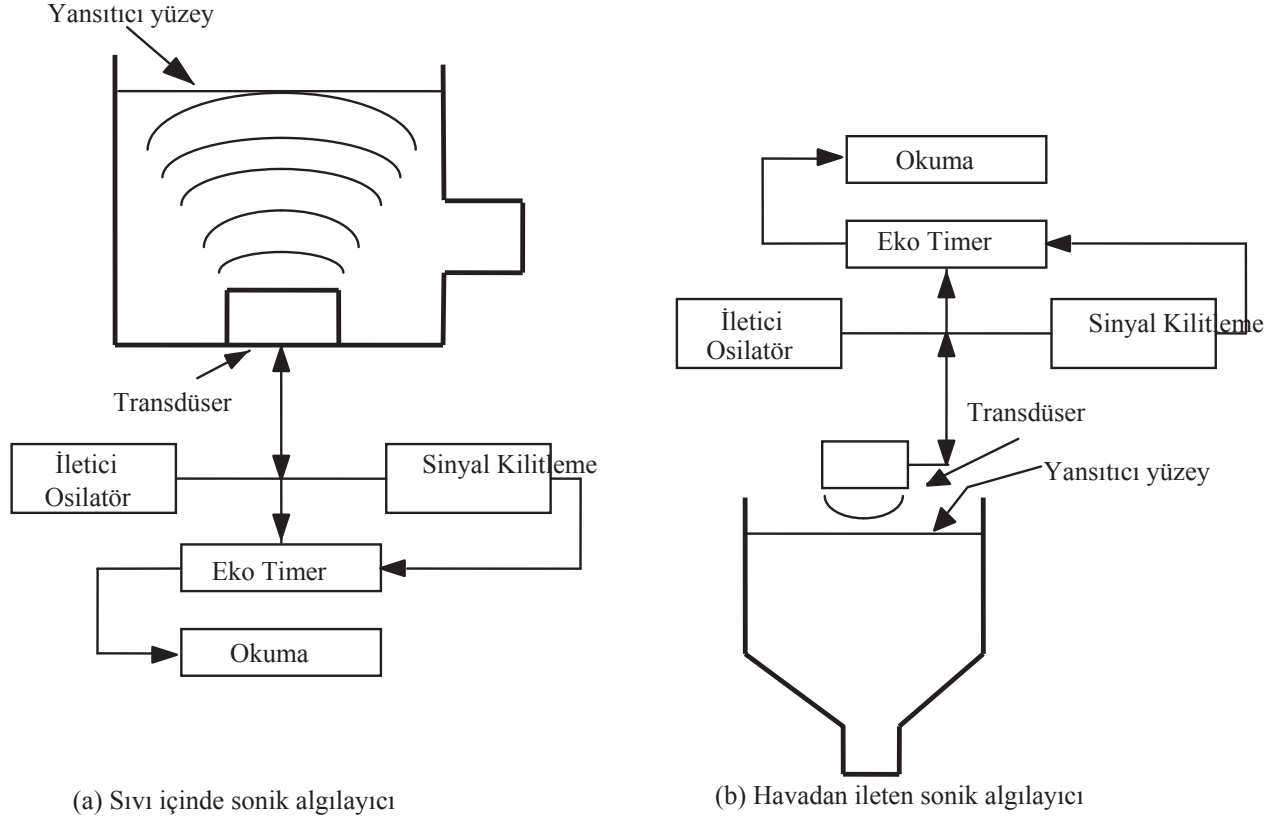 Yansıtıcı yüzey
Transdüser
İletici
Osilatör
Sinyal Kilitleme
Eko Timer
Okuma
(a) Sıvı içinde sonik algılayıcı
Okuma
Eko Timer
İletici
Osilatör
Sinyal Kilitleme
Transdüser
Yansıtıcı yüzey
(b) Havadan ileten sonik algılayıcı